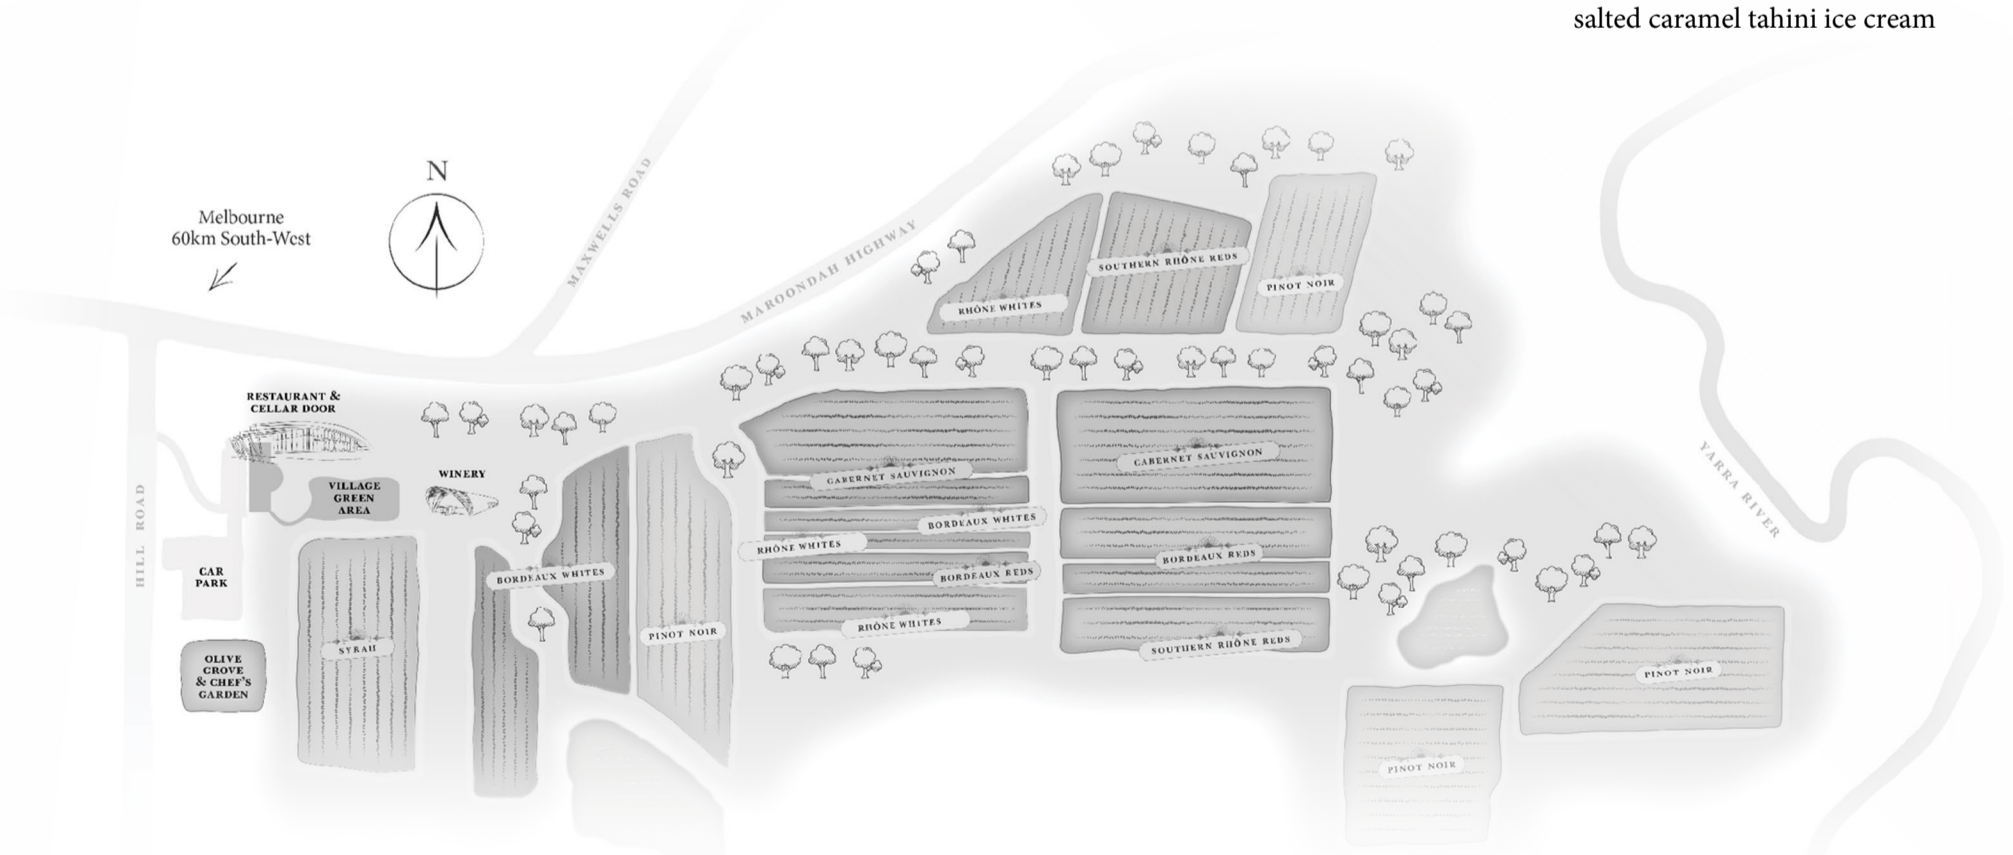 salted caramel tahini ice cream
N
Melbourne
60km South-West
MAXWELLS ROAD
MAROONDAH HIGHWAY
SOUTHERN RHÔNE REDS
PINOT NOIR
RHÔNE WHITES
RESTAURANT &
CELLAR DOOR
WINERY
VILLAGE
GREEN
AREA
HILL ROAD
CAR
PARK
OLIVE
GROVE
& CHEF'S
GARDEN
SYRAH
BORDEAUX WHITES
PINOT NOIR
CABERNET SAUVIGNON
BORDEAUX WHITES
RHÔNE WHITES
BORDEAUX REDS
RHÔNE WHITES
CABERNET SAUVIGNON
BORDEAUX REDS
SOUTHERN RHÔNE REDS
YARRA RIVER
PINOT NOIR
PINOT NOIR